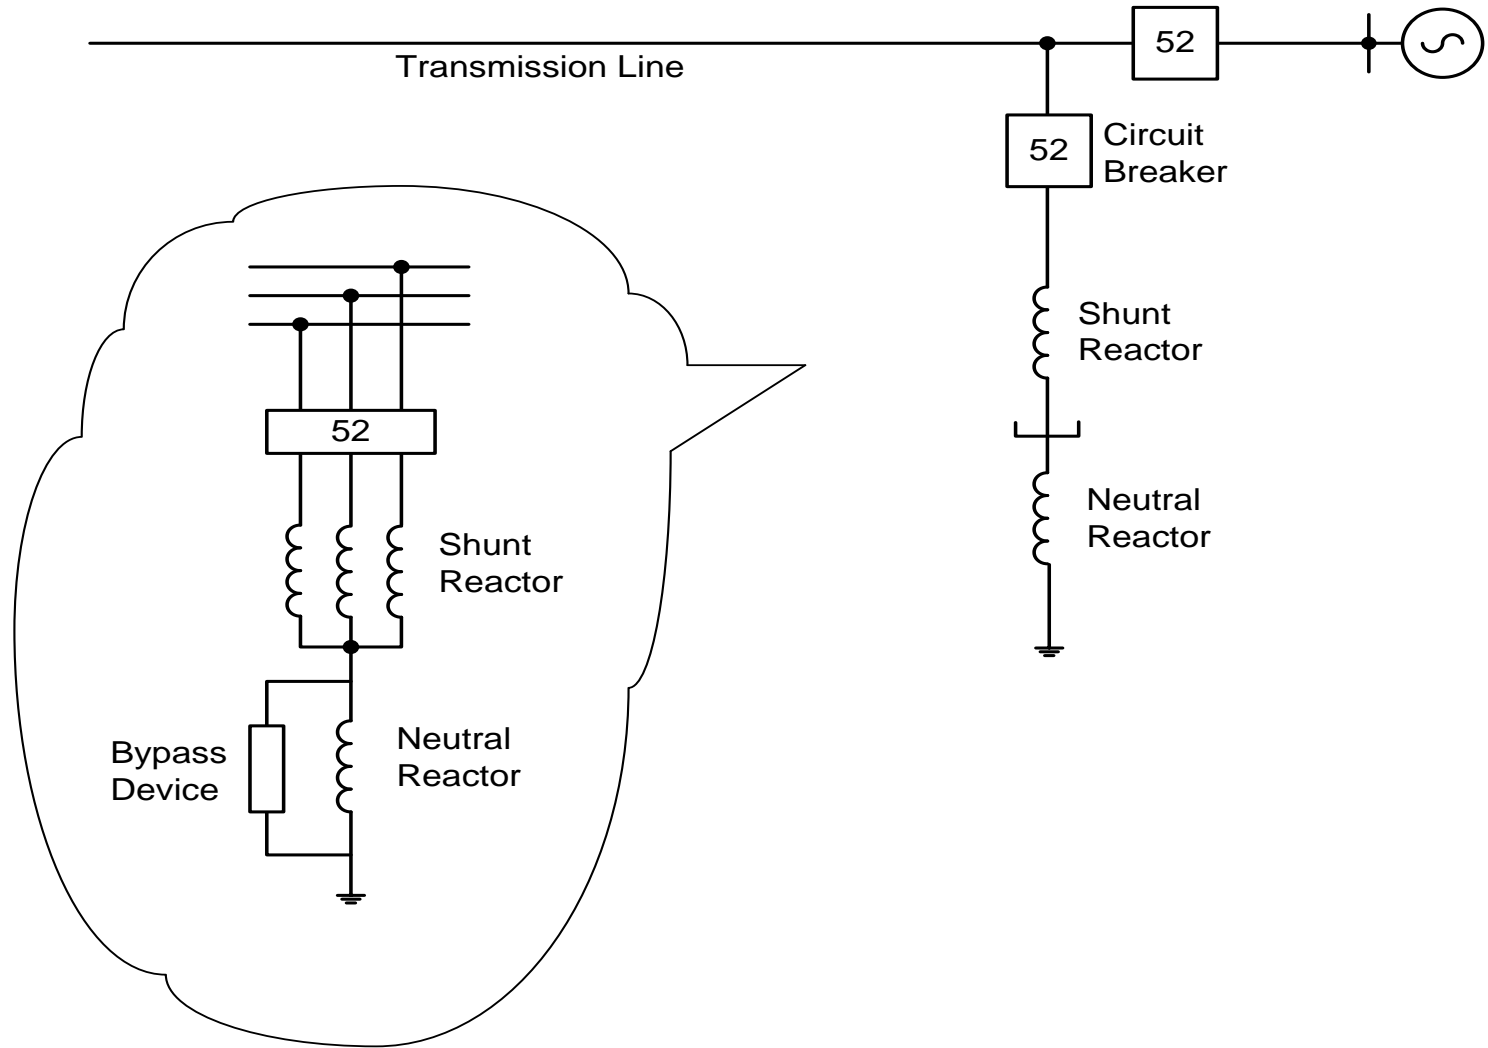 52
Transmission Line
52
Circuit
Breaker
Shunt
Reactor
Neutral
Reactor
52
Shunt
Reactor
Bypass
Device
Neutral
Reactor